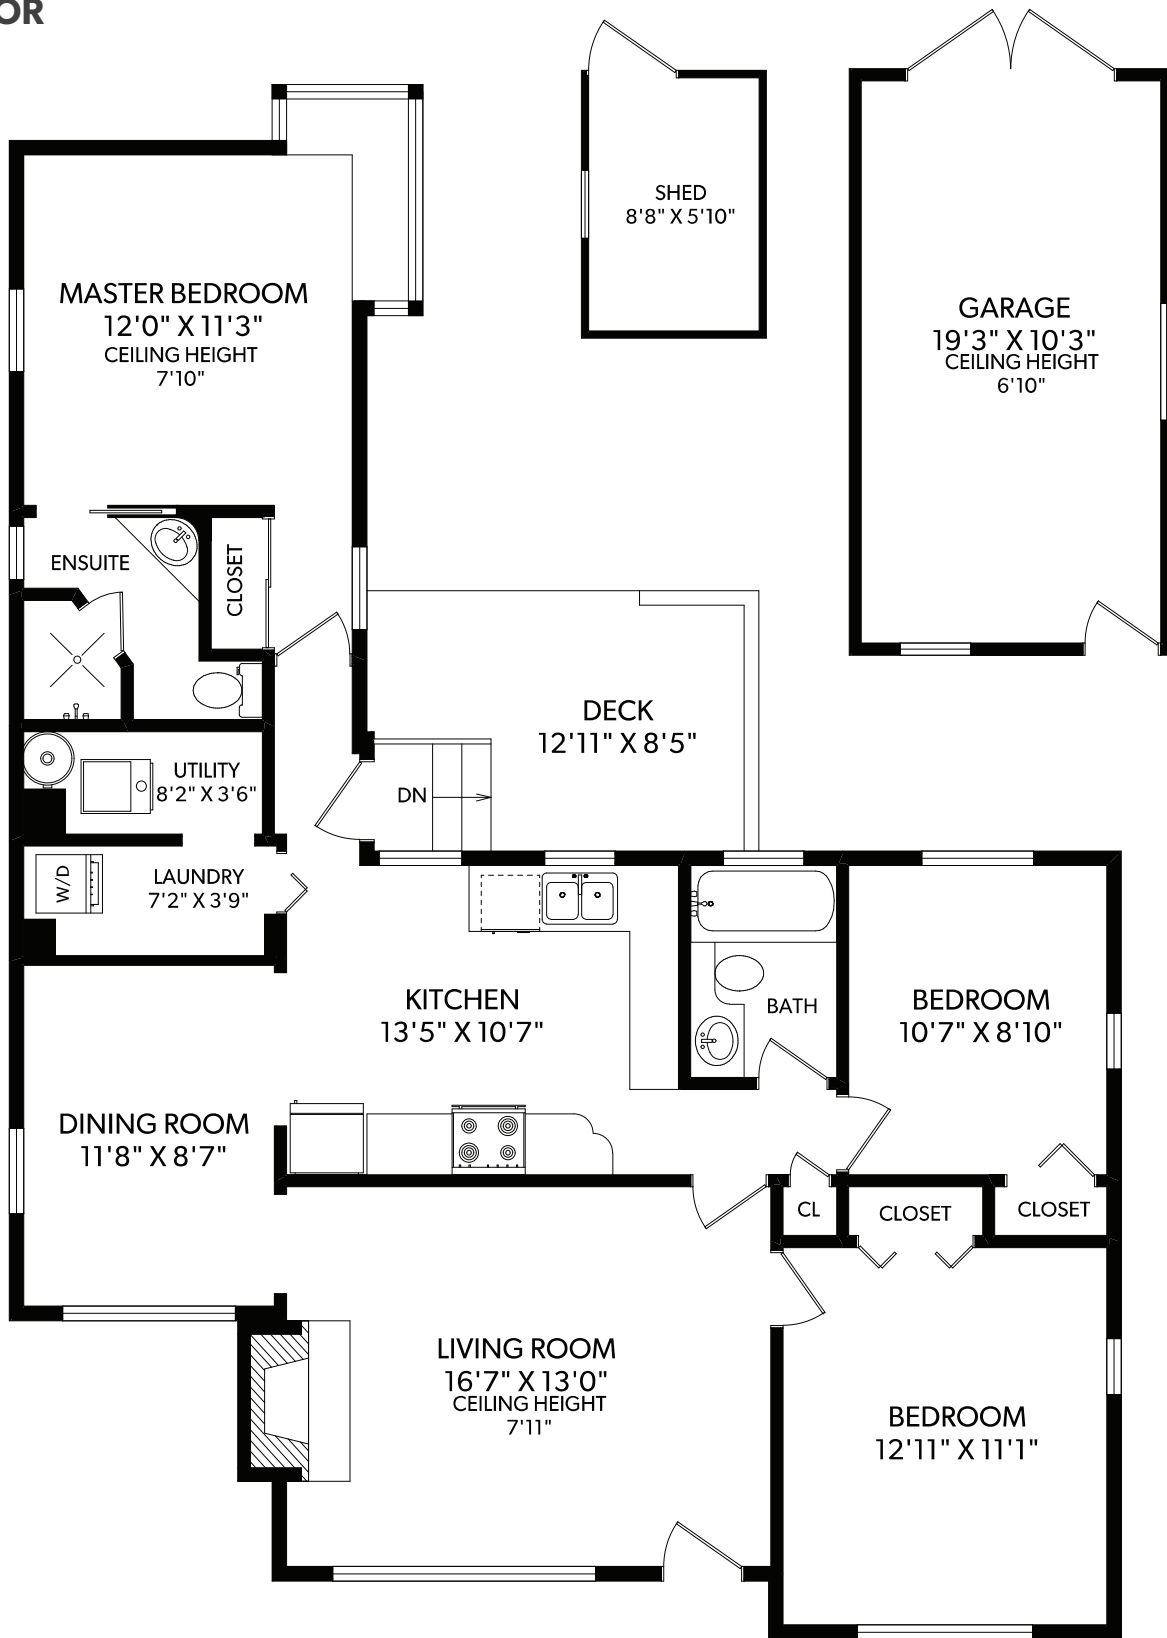 OR
SHED
8'8" X 5'10"
MASTER BEDROOM
12'0" X 11'3"
CEILING HEIGHT
7'10"
GARAGE
19'3" X 10'3"
CEILING HEIGHT
6'10"
ENSUITE
CLOSET
DECK
12'11" X 8'5"
UTILITY
8'2" X 3'6"
DN
W/D
LAUNDRY
7'2" X 3'9"
KITCHEN
13'5" X 10'7"
BATH
BEDROOM
10'7" X 8'10"
DINING ROOM
11'8" X 8'7"
CL
CLOSET
CLOSET
LIVING ROOM
16'7" X 13'0"
CEILING HEIGHT
7'11"
BEDROOM
12'11" X 11'1"